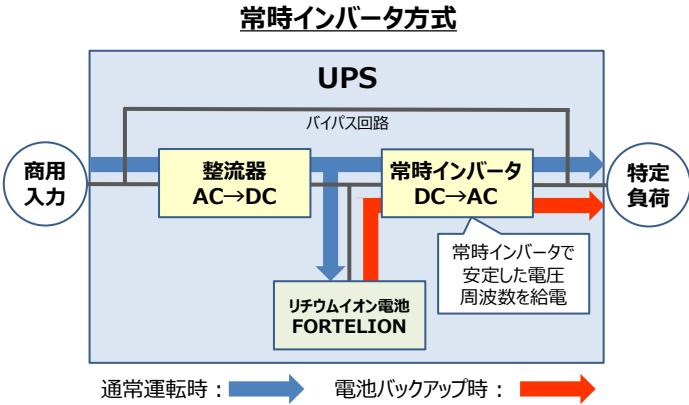 常時インバータ方式
UPS
バイパス回路
商用
入力
整流器
AC→DC
常時インバータ
DC→AC
特定
負荷
常時インバータで
安定した電圧
周波数を給電
リチウムイオン電池
FORTELION
通常運転時：
電池バックアップ時：